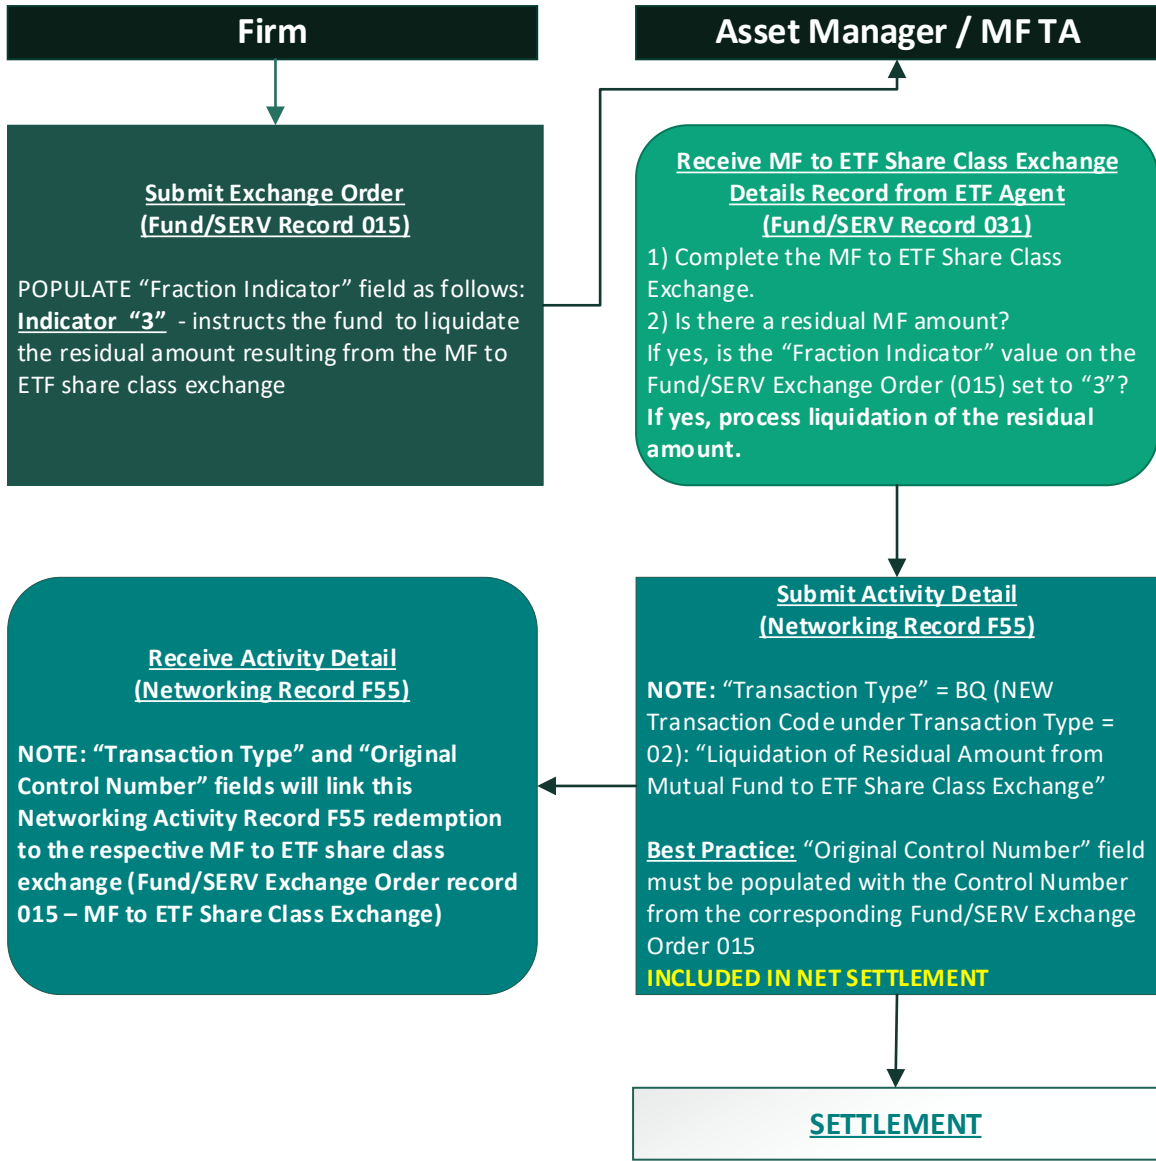 Firm
Asset Manager / MF TA
Submit Exchange Order
(Fund/SERV Record 015)
POPULATE “Fraction Indicator” field as follows:
Indicator “3” - instructs the fund to liquidate
the residual amount resulting from the MF to
ETF share class exchange
Receive MF to ETF Share Class Exchange
Details Record from ETF Agent
(Fund/SERV Record 031)
1) Complete the MF to ETF Share Class
Exchange.
2) Is there a residual MF amount?
If yes, is the “Fraction Indicator” value on the
Fund/SERV Exchange Order (015) set to “3”?
If yes, process liquidation of the residual
amount.
Receive Activity Detail
(Networking Record F55)
NOTE: “Transaction Type” and “Original
Control Number” fields will link this
Networking Activity Record F55 redemption
to the respective MF to ETF share class
exchange (Fund/SERV Exchange Order record
015 – MF to ETF Share Class Exchange)
Submit Activity Detail
(Networking Record F55)
NOTE: “Transaction Type” = BQ (NEW
Transaction Code under Transaction Type =
02): “Liquidation of Residual Amount from
Mutual Fund to ETF Share Class Exchange”
Best Practice: “Original Control Number” field
must be populated with the Control Number
from the corresponding Fund/SERV Exchange
Order 015
INCLUDED IN NET SETTLEMENT
SETTLEMENT